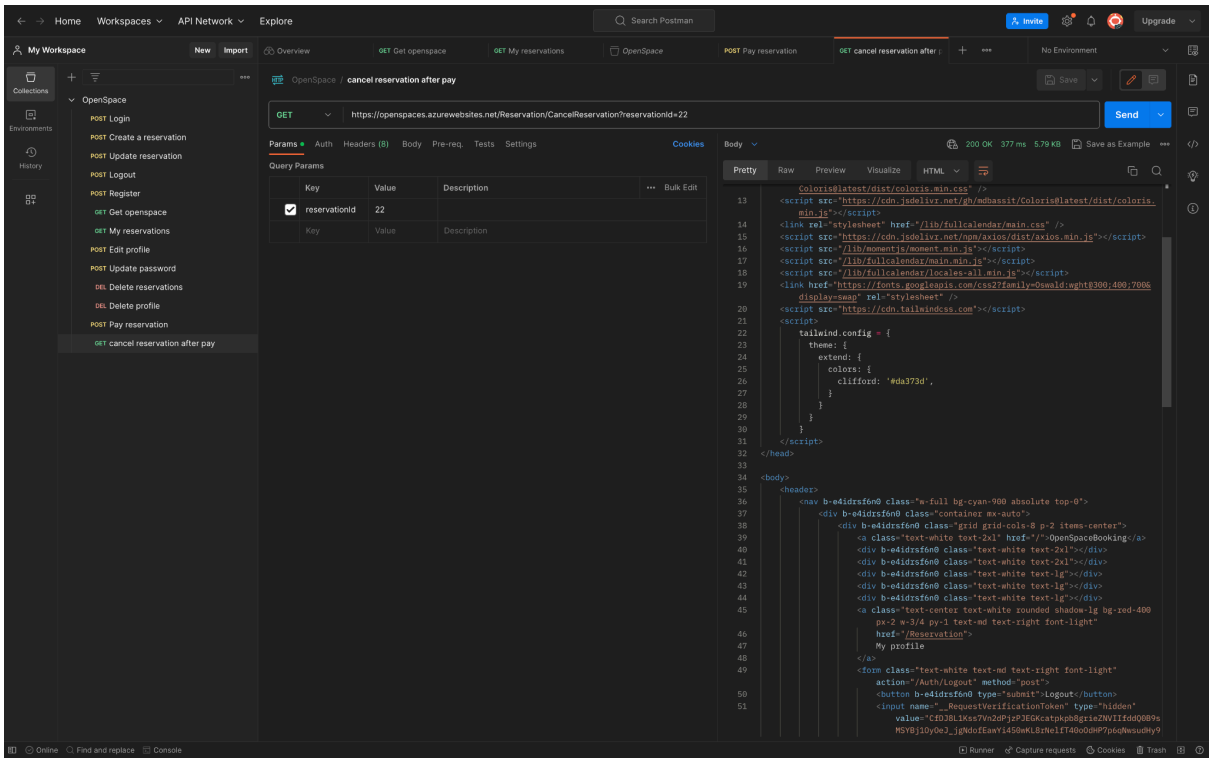 Home Workspaces API Network Explore
Search Postman
Invite
Upgrade
My Workspace
New Import
Overview
GET Get openspace
GET My reservations
OpenSpace
POST Pay reservation
GET cancel reservation after p
No Environment
Collections
Environments
History
OpenSpace
POST Login
POST Create a reservation
POST Update reservation
POST Logout
POST Register
GET Get openspace
GET My reservations
POST Edit profile
POST Update password
DEL Delete reservations
DEL Delete profile
POST Pay reservation
GET cancel reservation after pay
HTTP OpenSpace / cancel reservation after pay
Save
GET https://openspaces.azurewebsites.net/Reservation/CancelReservation?reservationId=22
Send
Params Auth Headers (8) Body Pre-req. Tests Settings
Cookies
Query Params
Key Value Description Bulk Edit
reservationId 22
Key Value Description
Body
200 OK 377 ms 5.79 KB Save as Example
Pretty Raw Preview Visualize HTML
Coloris@latest/dist/coloris.min.css" />
13 <script src="https://cdn.jsdelivr.net/gh/mdbassit/Coloris@latest/dist/coloris.
min.js"></script>
14 <link rel="stylesheet" href="/lib/fullcalendar/main.css" />
15 <script src="https://cdn.jsdelivr.net/npm/axios/dist/axios.min.js"></script>
16 <script src="/lib/momentjs/moment.min.js"></script>
17 <script src="/lib/fullcalendar/main.min.js"></script>
18 <script src="/lib/fullcalendar/locales-all.min.js"></script>
19 <link href="https://fonts.googleapis.com/css2?family=Oswald:wght@300;400;700&
display=swap" rel="stylesheet" />
20 <script src="https://cdn.tailwindcss.com"></script>
21 <script>
22 tailwind.config = {
23 theme: {
24 extend: {
25 colors: {
26 clifford: '#da373d',
27 }
28 }
29 }
30 }
31 </script>
32 </head>
33
34 <body>
35 <header>
36 <nav b-e4idrsf6n0 class="w-full bg-cyan-900 absolute top-0">
37 <div b-e4idrsf6n0 class="container mx-auto">
38 <div b-e4idrsf6n0 class="grid grid-cols-8 p-2 items-center">
39 <a class="text-white text-2xl" href="/">OpenSpaceBooking</a>
40 <div b-e4idrsf6n0 class="text-white text-2xl"></div>
41 <div b-e4idrsf6n0 class="text-white text-2xl"></div>
42 <div b-e4idrsf6n0 class="text-white text-lg"></div>
43 <div b-e4idrsf6n0 class="text-white text-lg"></div>
44 <div b-e4idrsf6n0 class="text-white text-lg"></div>
45 <a class="text-center text-white rounded shadow-lg bg-red-400
px-2 w-3/4 py-1 text-md text-right font-light"
46 href="/Reservation">
47 My profile
48 </a>
49 <form class="text-white text-md text-right font-light"
action="/Auth/Logout" method="post">
50 <button b-e4idrsf6n0 type="submit">Logout</button>
51 <input name="__RequestVerificationToken" type="hidden"
Online Find and replace Console
Runner Capture requests Cookies Trash